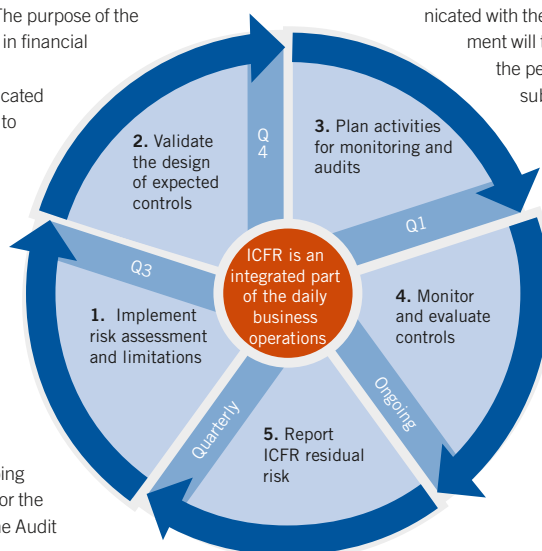 The purpose of the
in financial
cated
to
nicated with the
ment will
the
sub
2. Validate
the design
of expected
controls
Q
4
3. Plan activities
for monitoring and
audits
Q1
Q3
ICFR is an
integrated part
of the daily
business
operations
1. Implement
risk assessment
and limitations
4. Monitor
and evaluate
controls
Ongoing
Quarterly
5. Report
ICFR residual
risk
ing
or the
Audit